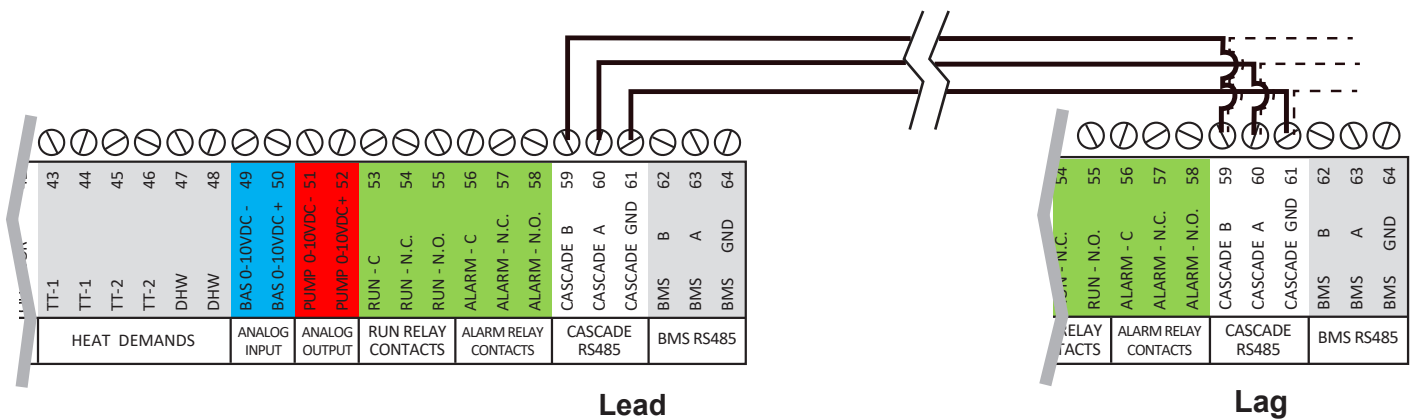 43 44 45 46 47 48 49 50 51 52 53 54 55 56 57 58 59 60 61 62 63 64
TT-1
TT-1
TT-2
TT-2
DHW
DHW
BAS 0-10VDC -
BAS 0-10VDC +
PUMP 0-10VDC -
PUMP 0-10VDC +
RUN - C
RUN - N.C.
RUN - N.O.
ALARM - C
ALARM - N.C.
ALARM - N.O.
CASCADE B
CASCADE A
CASCADE GND
BMS B
BMS A
BMS GND
HEAT DEMANDS
ANALOG
INPUT
ANALOG
OUTPUT
RUN RELAY
CONTACTS
ALARM RELAY
CONTACTS
CASCADE
RS485
BMS RS485
Lead
54 55 56 57 58 59 60 61 62 63 64
N.C.
RUN - N.O.
ALARM - C
ALARM - N.C.
ALARM - N.O.
CASCADE B
CASCADE A
CASCADE GND
BMS B
BMS A
BMS GND
RELAY
TACTS
ALARM RELAY
CONTACTS
CASCADE
RS485
BMS RS485
Lag